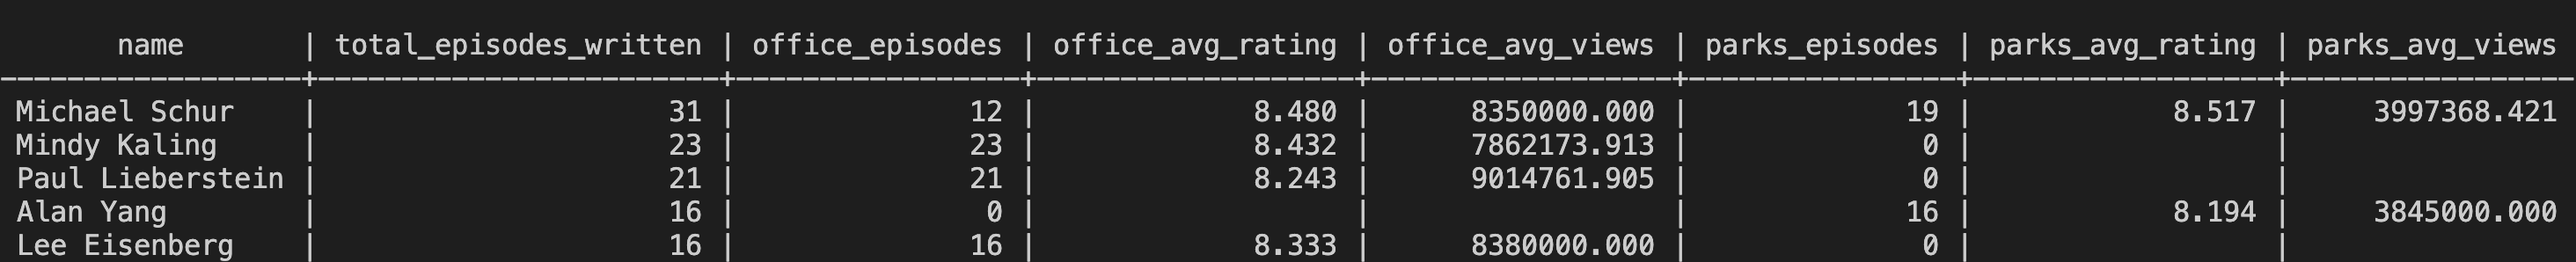 name       | total_episodes_written | office_episodes | office_avg_rating | office_avg_views | parks_episodes | parks_avg_rating | parks_avg_views
------------------+------------------------+-----------------+-------------------+------------------+----------------+------------------+-----------------
 Michael Schur    |                     31 |              12 |             8.480 |      8350000.000 |             19 |            8.517 |     3997368.421
 Mindy Kaling     |                     23 |              23 |             8.432 |      7862173.913 |              0 |                  |
 Paul Lieberstein |                     21 |              21 |             8.243 |      9014761.905 |              0 |                  |
 Alan Yang        |                     16 |               0 |                   |                  |             16 |            8.194 |     3845000.000
 Lee Eisenberg    |                     16 |              16 |             8.333 |      8380000.000 |              0 |                  |